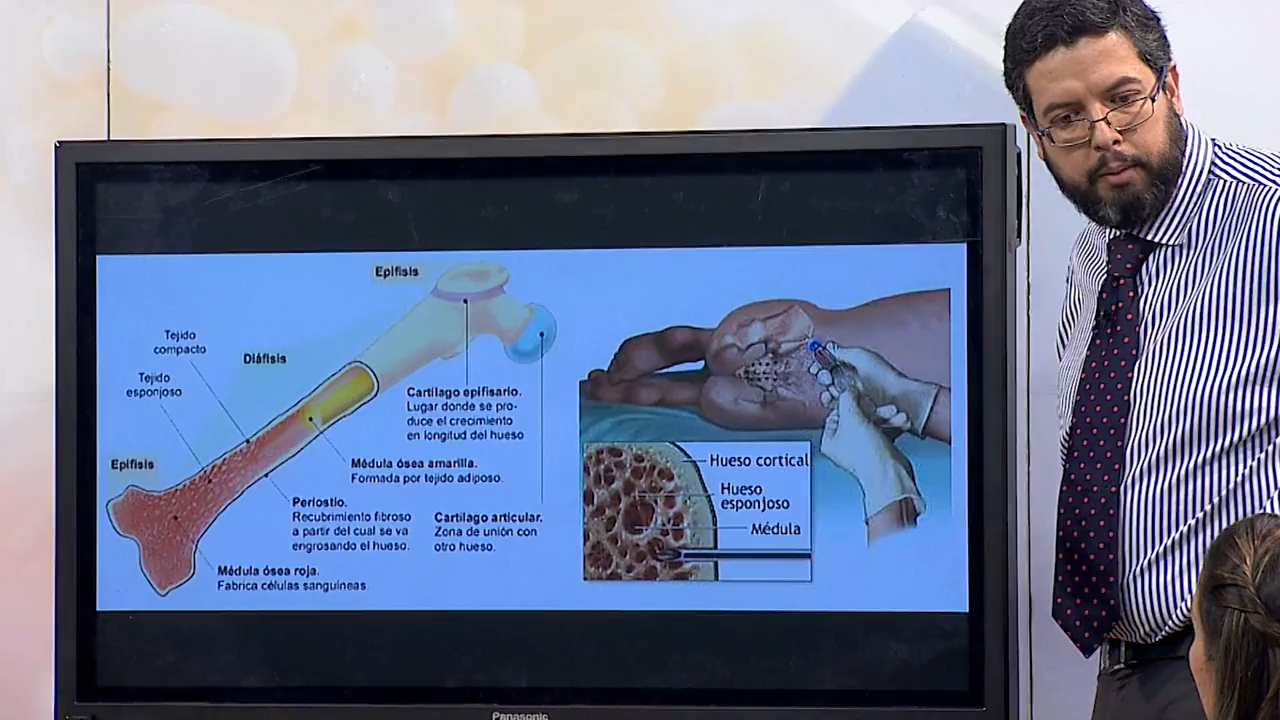 Epífisis
Tejido
compacto
Diáfisis
Tejido
esponjoso
Cartílago epifisario.
Lugar donde se pro-
duce el crecimiento
en longitud del hueso
Epífisis
Médula ósea amarilla.
Formada por tejido adiposo.
Periostio.
Recubrimiento fibroso
a partir del cual se va
engrosando el hueso.
Cartílago articular.
Zona de unión con
otro hueso.
Médula ósea roja.
Fabrica células sanguíneas.
Hueso cortical
Hueso
esponjoso
Médula
Panasonic